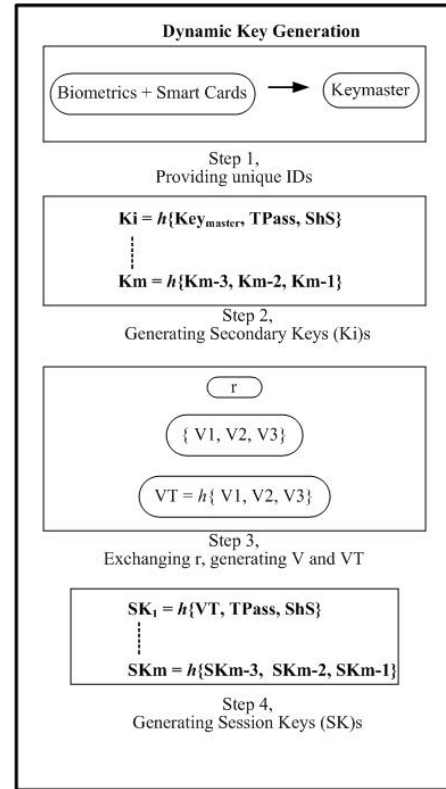 Dynamic Key Generation
Biometrics + Smart Cards
Keymaster
Step 1,
Providing unique IDs
Ki = h{Keymaster, TPass, ShS}
Km = h{Km-3, Km-2, Km-1}
Step 2,
Generating Secondary Keys (Ki)s
r
{ V1, V2, V3}
VT = h{ V1, V2, V3}
Step 3,
Exchanging r, generating V and VT
SK1 = h{VT, TPass, ShS}
SKm = h{SKm-3, SKm-2, SKm-1}
Step 4,
Generating Session Keys (SK)s